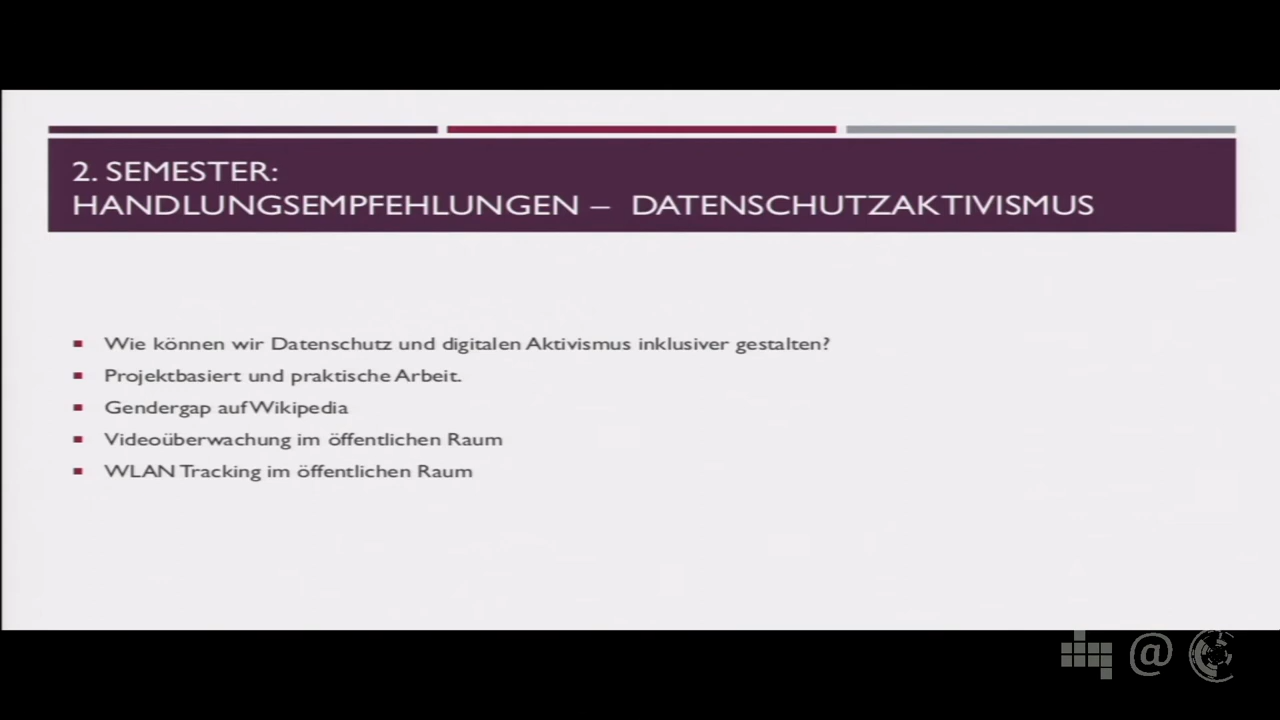 2. SEMESTER:
HANDLUNGSEMPFEHLUNGEN – DATENSCHUTZAKTIVISMUS
Wie können wir Datenschutz und digitalen Aktivismus inklusiver gestalten?
Projektbasiert und praktische Arbeit.
Gendergap auf Wikipedia
Videoüberwachung im öffentlichen Raum
WLAN Tracking im öffentlichen Raum
@